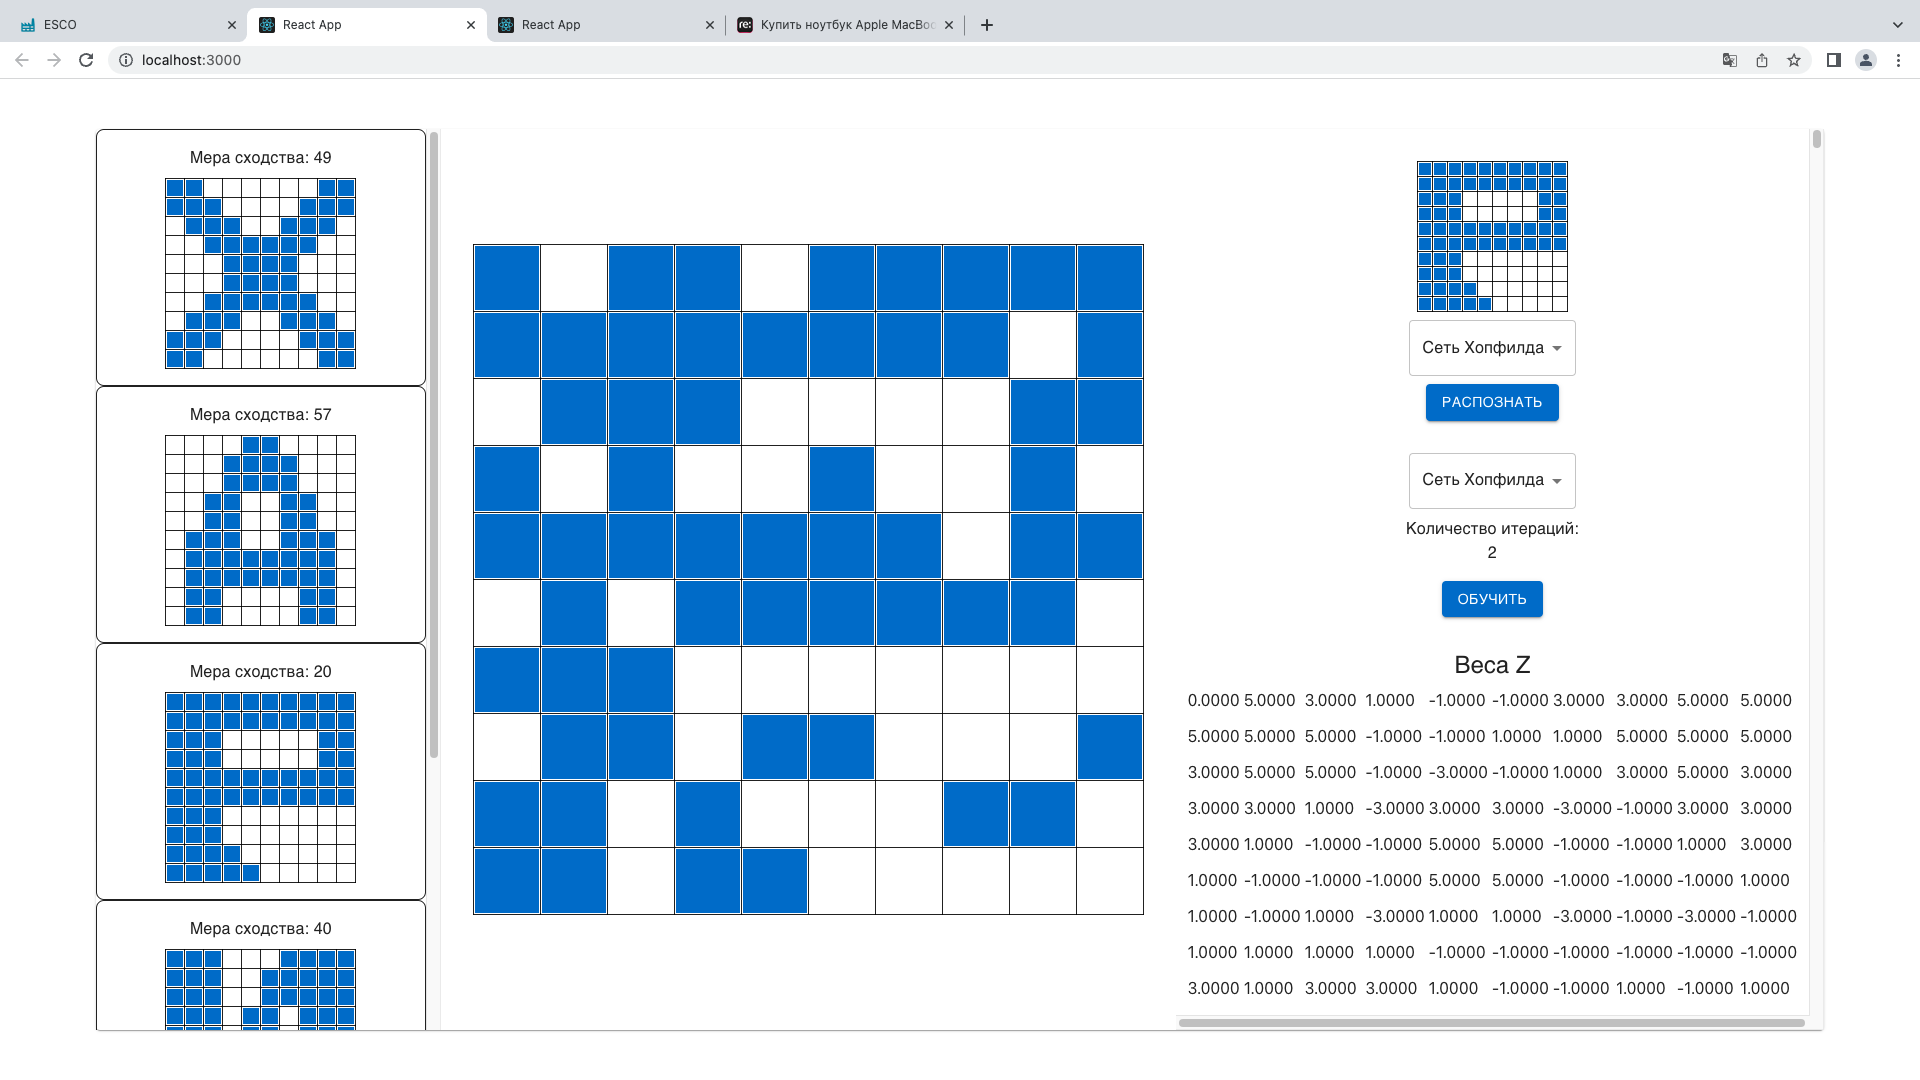 ESCO
React App
React App
re: Купить ноутбук Apple MacBoo
localhost:3000
Мера сходства: 49
Мера сходства: 57
Мера сходства: 20
Мера сходства: 40
Сеть Хопфилда
РАСПОЗНАТЬ
Сеть Хопфилда
Количество итераций:
2
ОБУЧИТЬ
Веса Z
0.0000 5.0000 3.0000 1.0000 -1.0000 -1.0000 3.0000 3.0000 5.0000 5.0000
5.0000 5.0000 5.0000 -1.0000 -1.0000 1.0000 1.0000 5.0000 5.0000 5.0000
3.0000 5.0000 5.0000 -1.0000 -3.0000 -1.0000 1.0000 3.0000 5.0000 3.0000
3.0000 3.0000 1.0000 -3.0000 3.0000 3.0000 -3.0000 -1.0000 3.0000 3.0000
3.0000 1.0000 -1.0000 -1.0000 5.0000 5.0000 -1.0000 -1.0000 1.0000 3.0000
1.0000 -1.0000 -1.0000 -1.0000 5.0000 5.0000 -1.0000 -1.0000 -1.0000 1.0000
1.0000 -1.0000 1.0000 -3.0000 1.0000 1.0000 -3.0000 -1.0000 -3.0000 -1.0000
1.0000 1.0000 1.0000 1.0000 -1.0000 -1.0000 -1.0000 -1.0000 -1.0000 -1.0000
3.0000 1.0000 3.0000 3.0000 1.0000 -1.0000 -1.0000 1.0000 -1.0000 1.0000